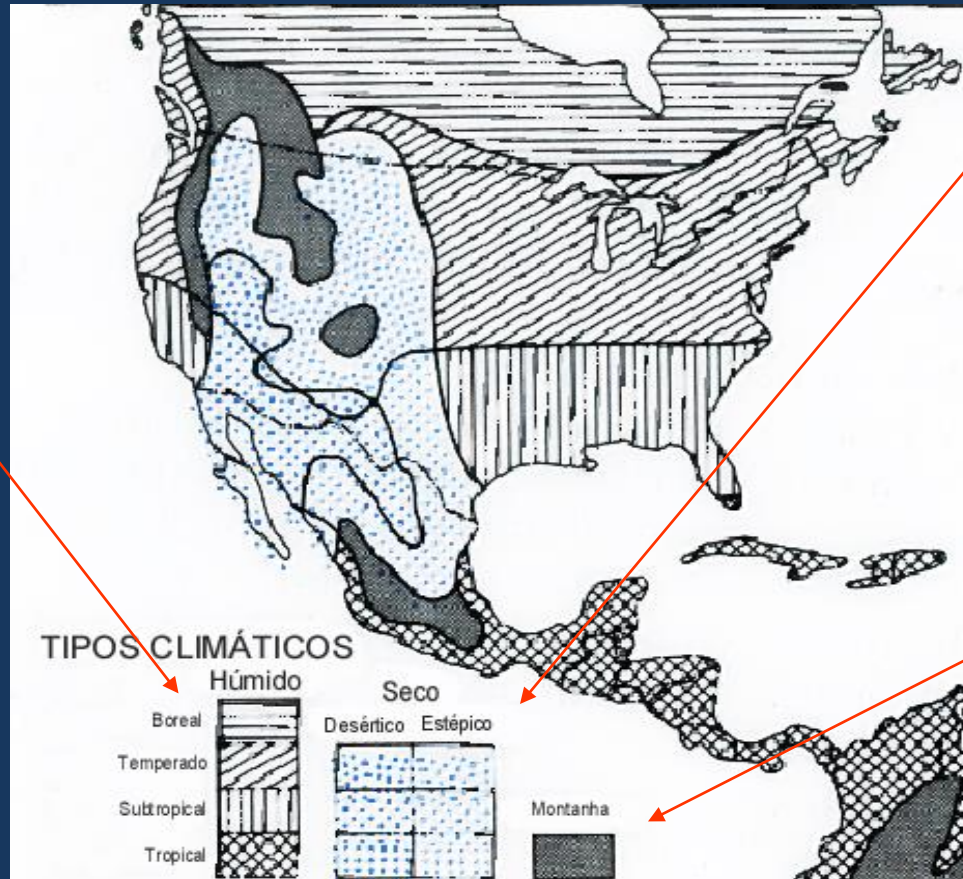 TIPOS CLIMÁTICOS
Húmido
Boreal
Temperado
Subtropical
Tropical
Seco
Desértico Estépico
Montanha